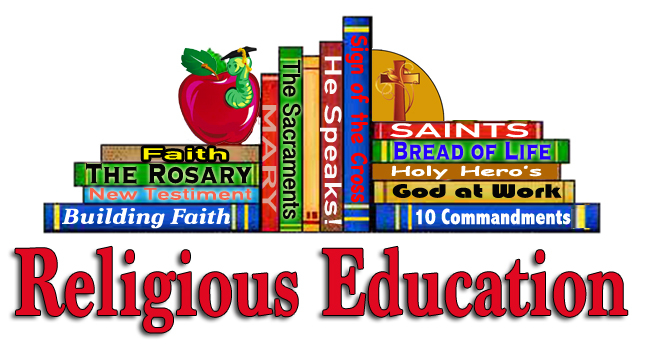 Faith
THE ROSARY
New Testiment
Building Faith
MARY
The Sacraments
He Speaks!
Sign of the Cross
SAINTS
BREAD OF LIFE
Holy Hero's
God at Work
10 Commandments
Religious Education